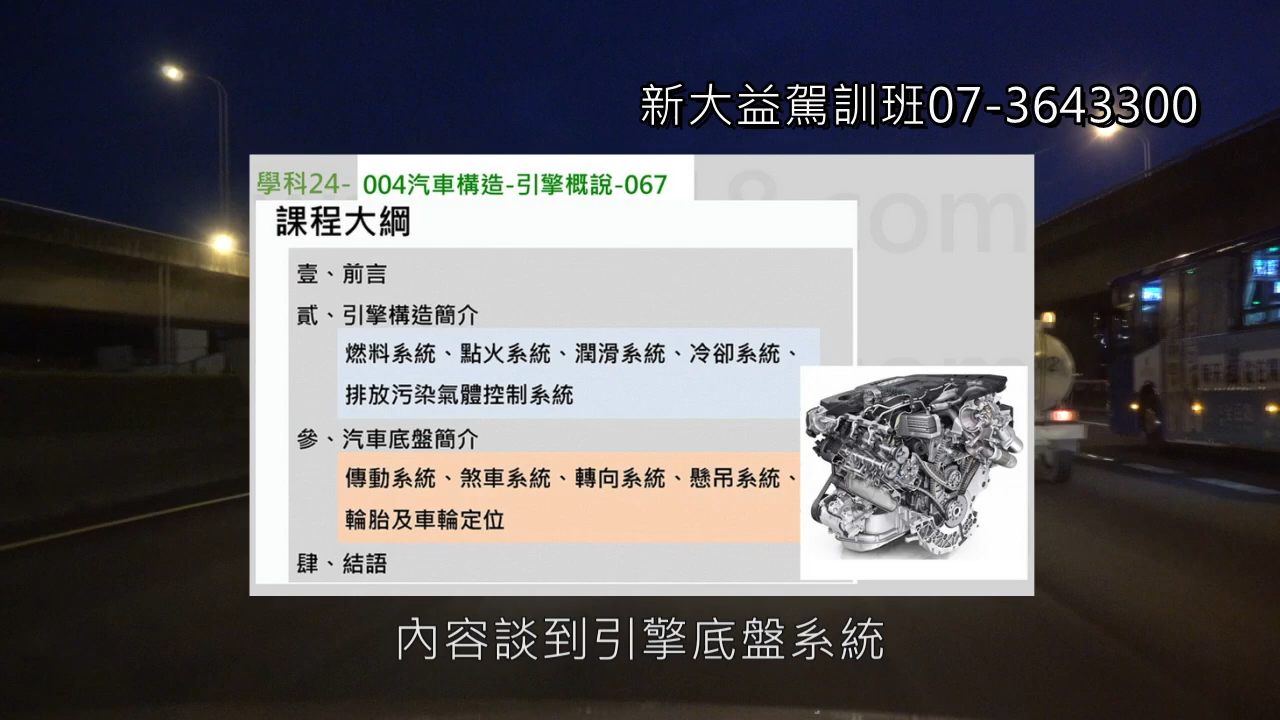 新大益駕訓班07-3643300
8.com
學科24- 004汽車構造-引擎概說-067
課程大綱
壹、前言
貳、引擎構造簡介
燃料系統、點火系統、潤滑系統、冷卻系統、
排放污染氣體控制系統
參、汽車底盤簡介
傳動系統、煞車系統、轉向系統、懸吊系統、
輪胎及車輪定位
肆、結語
內容談到引擎底盤系統